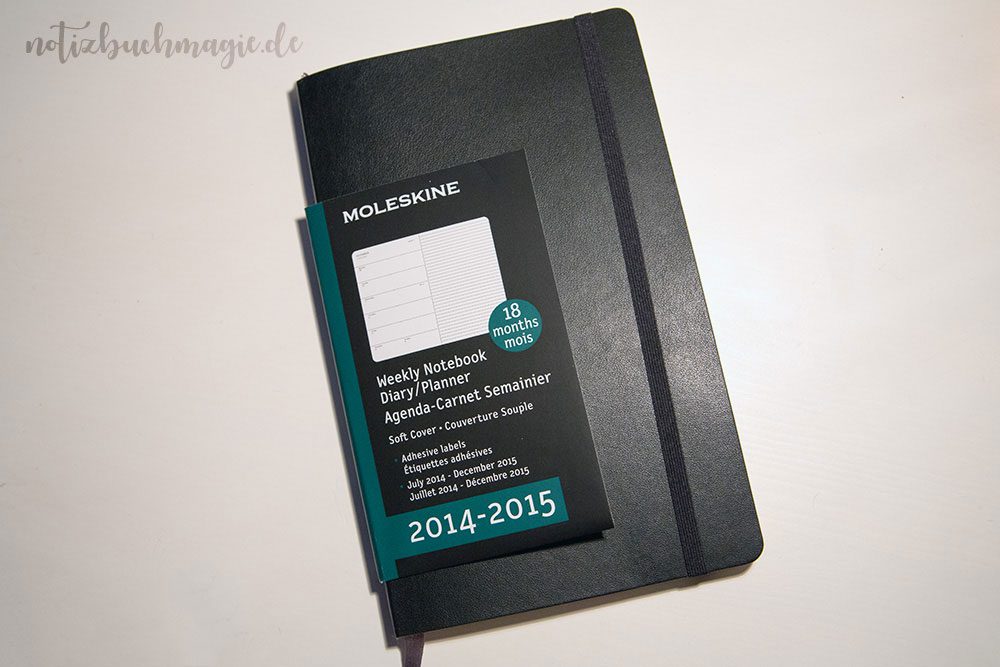 notizbuchmagie.de
MOLESKINE
18
months
mois
Weekly Notebook
Diary/Planner
Agenda-Carnet Semainier
Soft Cover • Couverture Souple
• Adhesive labels
Étiquettes adhésives
• July 2014 - December 2015
Juillet 2014 - Décembre 2015
2014-2015